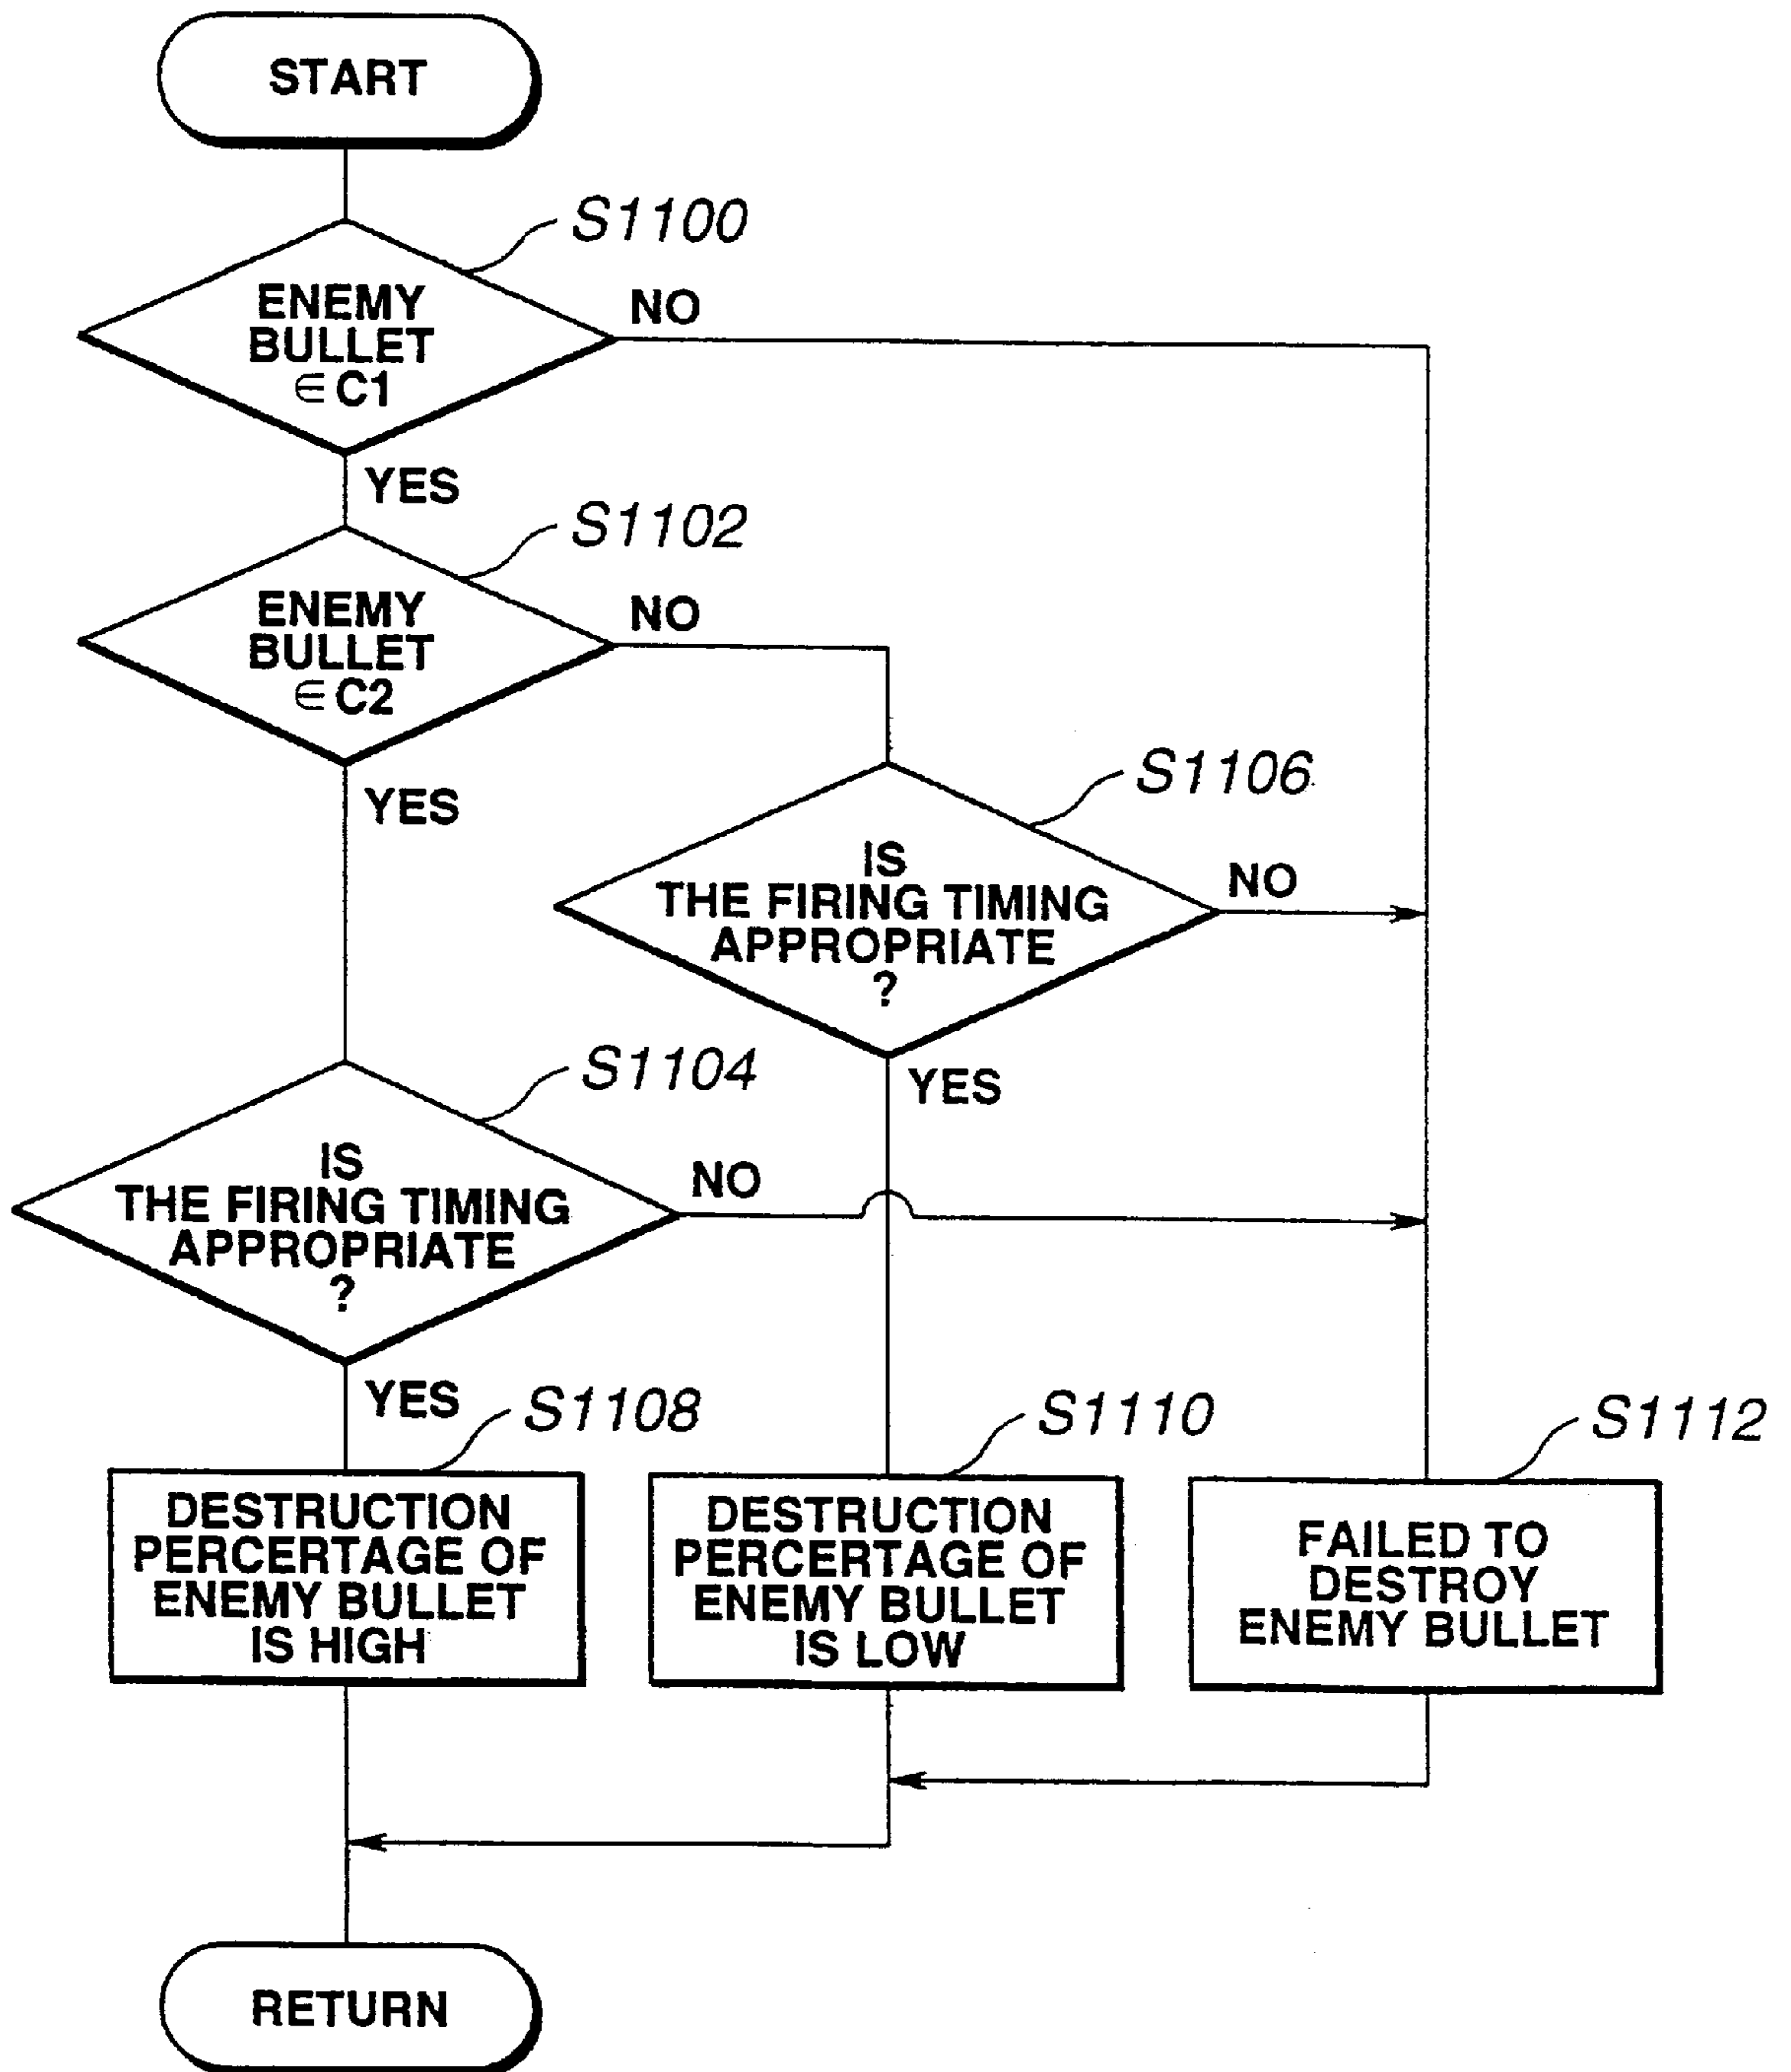 START
S1100
ENEMY
BULLET
∈C1
NO
YES
S1102
ENEMY
BULLET
∈C2
NO
YES
S1106
IS
THE FIRING TIMING
APPROPRIATE
?
NO
YES
S1104
IS
THE FIRING TIMING
APPROPRIATE
?
NO
YES
S1108
DESTRUCTION
PERCERTAGE OF
ENEMY BULLET
IS HIGH
S1110
DESTRUCTION
PERCERTAGE OF
ENEMY BULLET
IS LOW
S1112
FAILED TO
DESTROY
ENEMY BULLET
RETURN